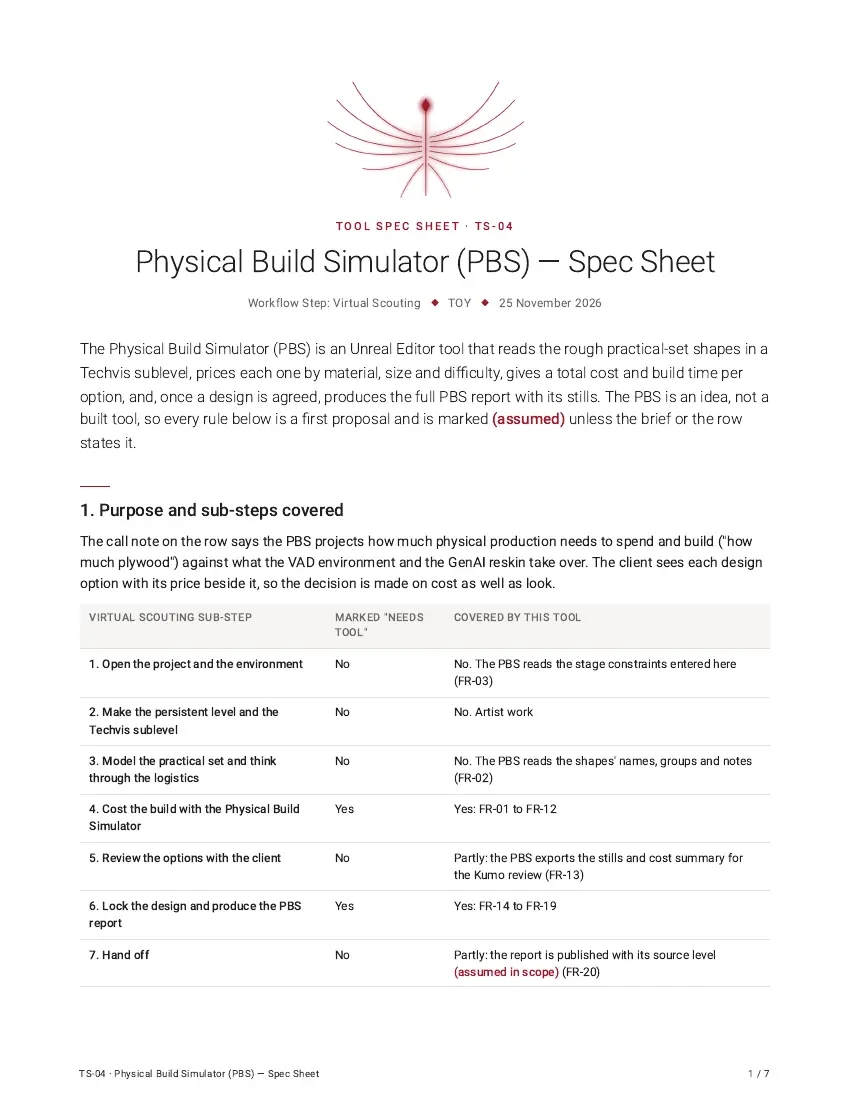 TOOL SPEC SHEET · TS-04
Physical Build Simulator (PBS) — Spec Sheet
Workflow Step: Virtual Scouting ◆ TOY ◆ 25 November 2026
The Physical Build Simulator (PBS) is an Unreal Editor tool that reads the rough practical-set shapes in a
Techvis sublevel, prices each one by material, size and difficulty, gives a total cost and build time per
option, and, once a design is agreed, produces the full PBS report with its stills. The PBS is an idea, not a
built tool, so every rule below is a first proposal and is marked (assumed) unless the brief or the row
states it.
1. Purpose and sub-steps covered
The call note on the row says the PBS projects how much physical production needs to spend and build ("how
much plywood") against what the VAD environment and the GenAI reskin take over. The client sees each design
option with its price beside it, so the decision is made on cost as well as look.
VIRTUAL SCOUTING SUB-STEP MARKED "NEEDS COVERED BY THIS TOOL
TOOL"
1. Open the project and the environment No No. The PBS reads the stage constraints entered here
(FR-03)
2. Make the persistent level and the No No. Artist work
Techvis sublevel
3. Model the practical set and think No No. The PBS reads the shapes' names, groups and notes
through the logistics (FR-02)
4. Cost the build with the Physical Build Yes Yes: FR-01 to FR-12
Simulator
5. Review the options with the client No Partly: the PBS exports the stills and cost summary for
the Kumo review (FR-13)
6. Lock the design and produce the PBS Yes Yes: FR-14 to FR-19
report
7. Hand off No Partly: the report is published with its source level
(assumed in scope) (FR-20)
TS-04 · Physical Build Simulator (PBS) — Spec Sheet 1 / 7